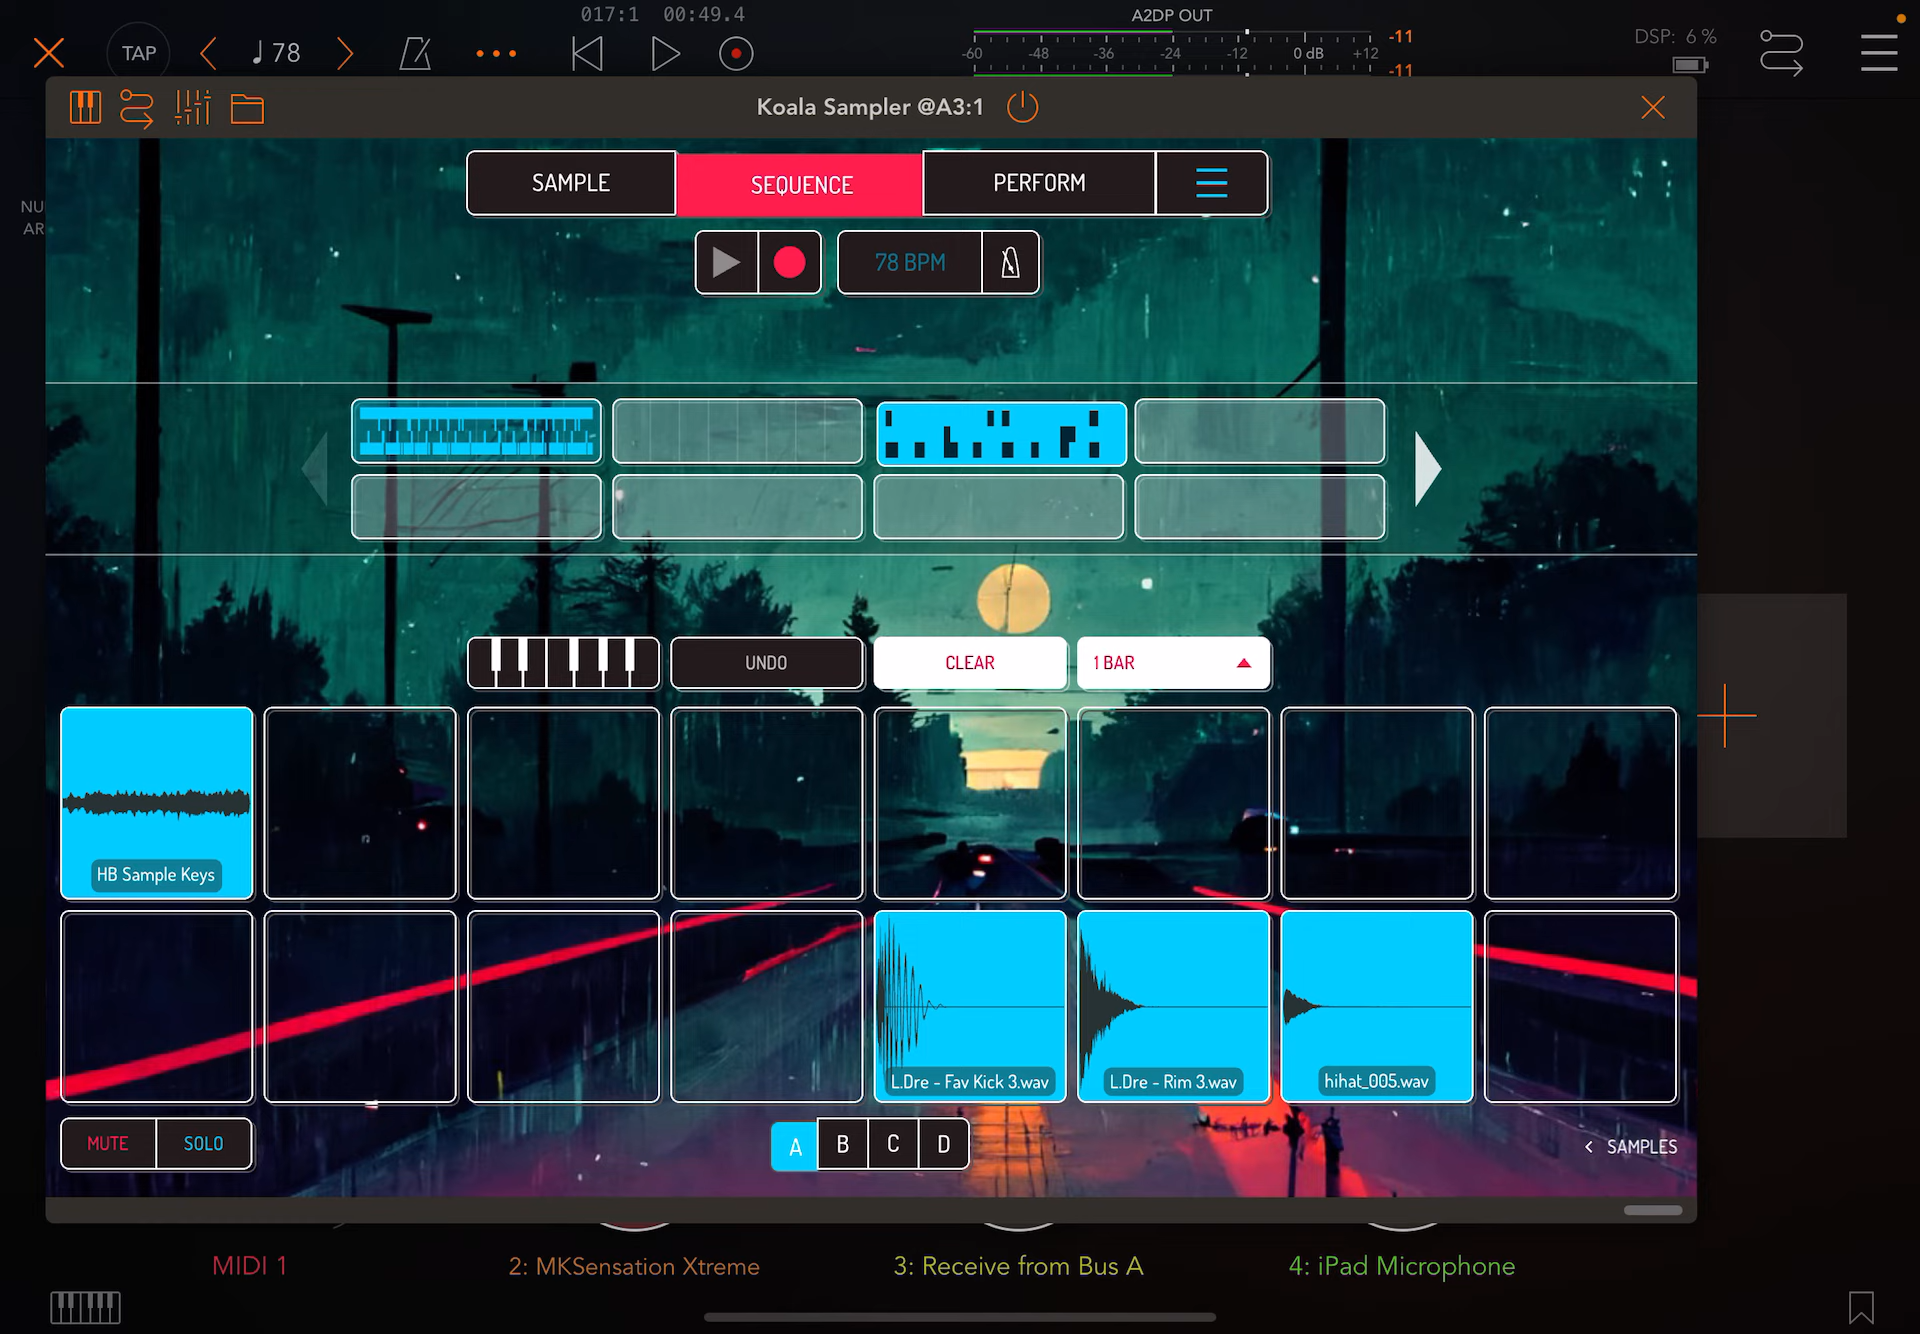 017:1 00:49.4
A2DP OUT
TAP
78
-60 -48 -36 -24 -12 0 dB +12
-11
-11
DSP: 6 %
Koala Sampler @A3:1
NU
AR
SAMPLE SEQUENCE PERFORM
78 BPM
UNDO CLEAR 1 BAR
HB Sample Keys
L.Dre - Fav Kick 3.wav
L.Dre - Rim 3.wav
hihat_005.wav
MUTE SOLO
A B C D
< SAMPLES
MIDI 1
2: MKSensation Xtreme
3: Receive from Bus A
4: iPad Microphone